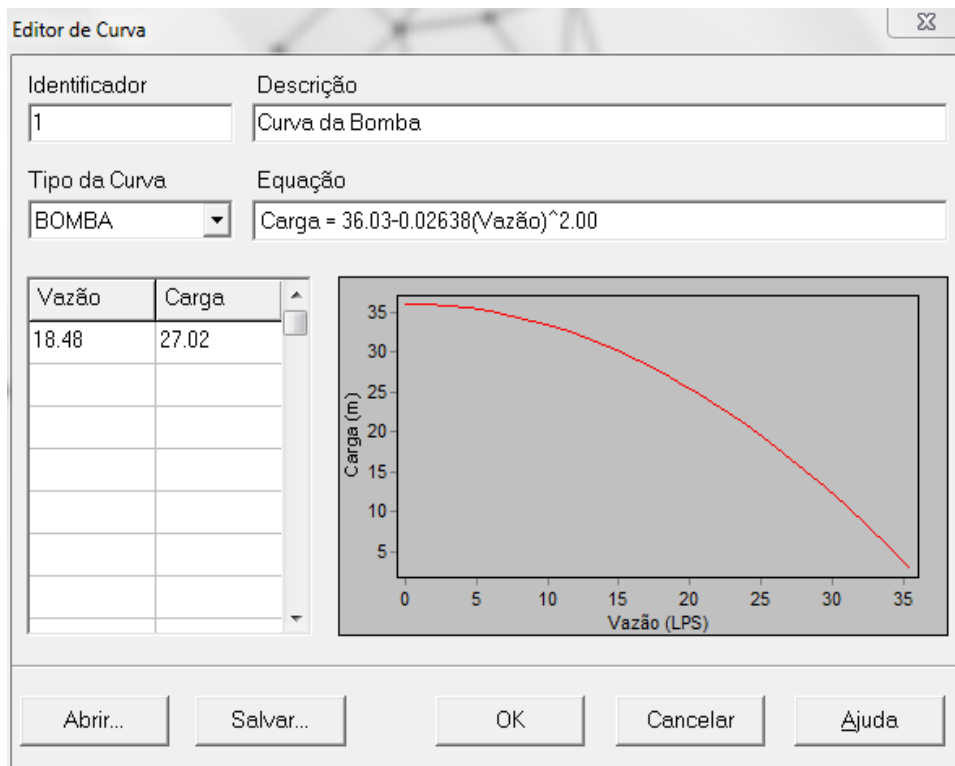 Editor de Curva
Identificador Descrição
1 Curva da Bomba
Tipo da Curva Equação
BOMBA Carga = 36.03-0.02638(Vazão)^2.00
Vazão Carga
18.48 27.02
35
30
25
20
15
10
5
Carga (m)
0 5 10 15 20 25 30 35
Vazão (LPS)
Abrir... Salvar... OK Cancelar Ajuda